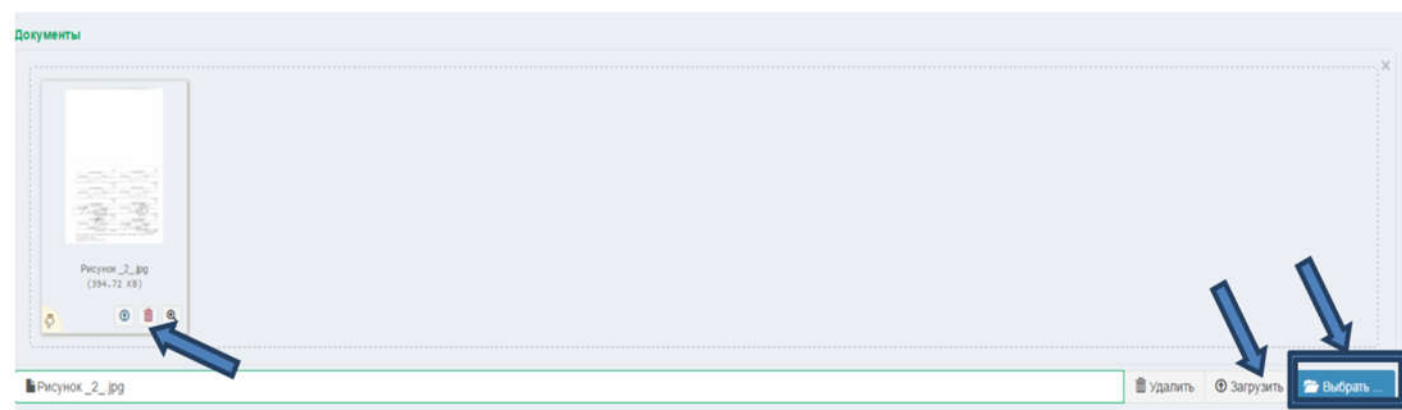 Документы
Рисунок _2_.jpg
(394.72 KB)
Рисунок _2_.jpg
Удалить
Загрузить
Выбрать ...